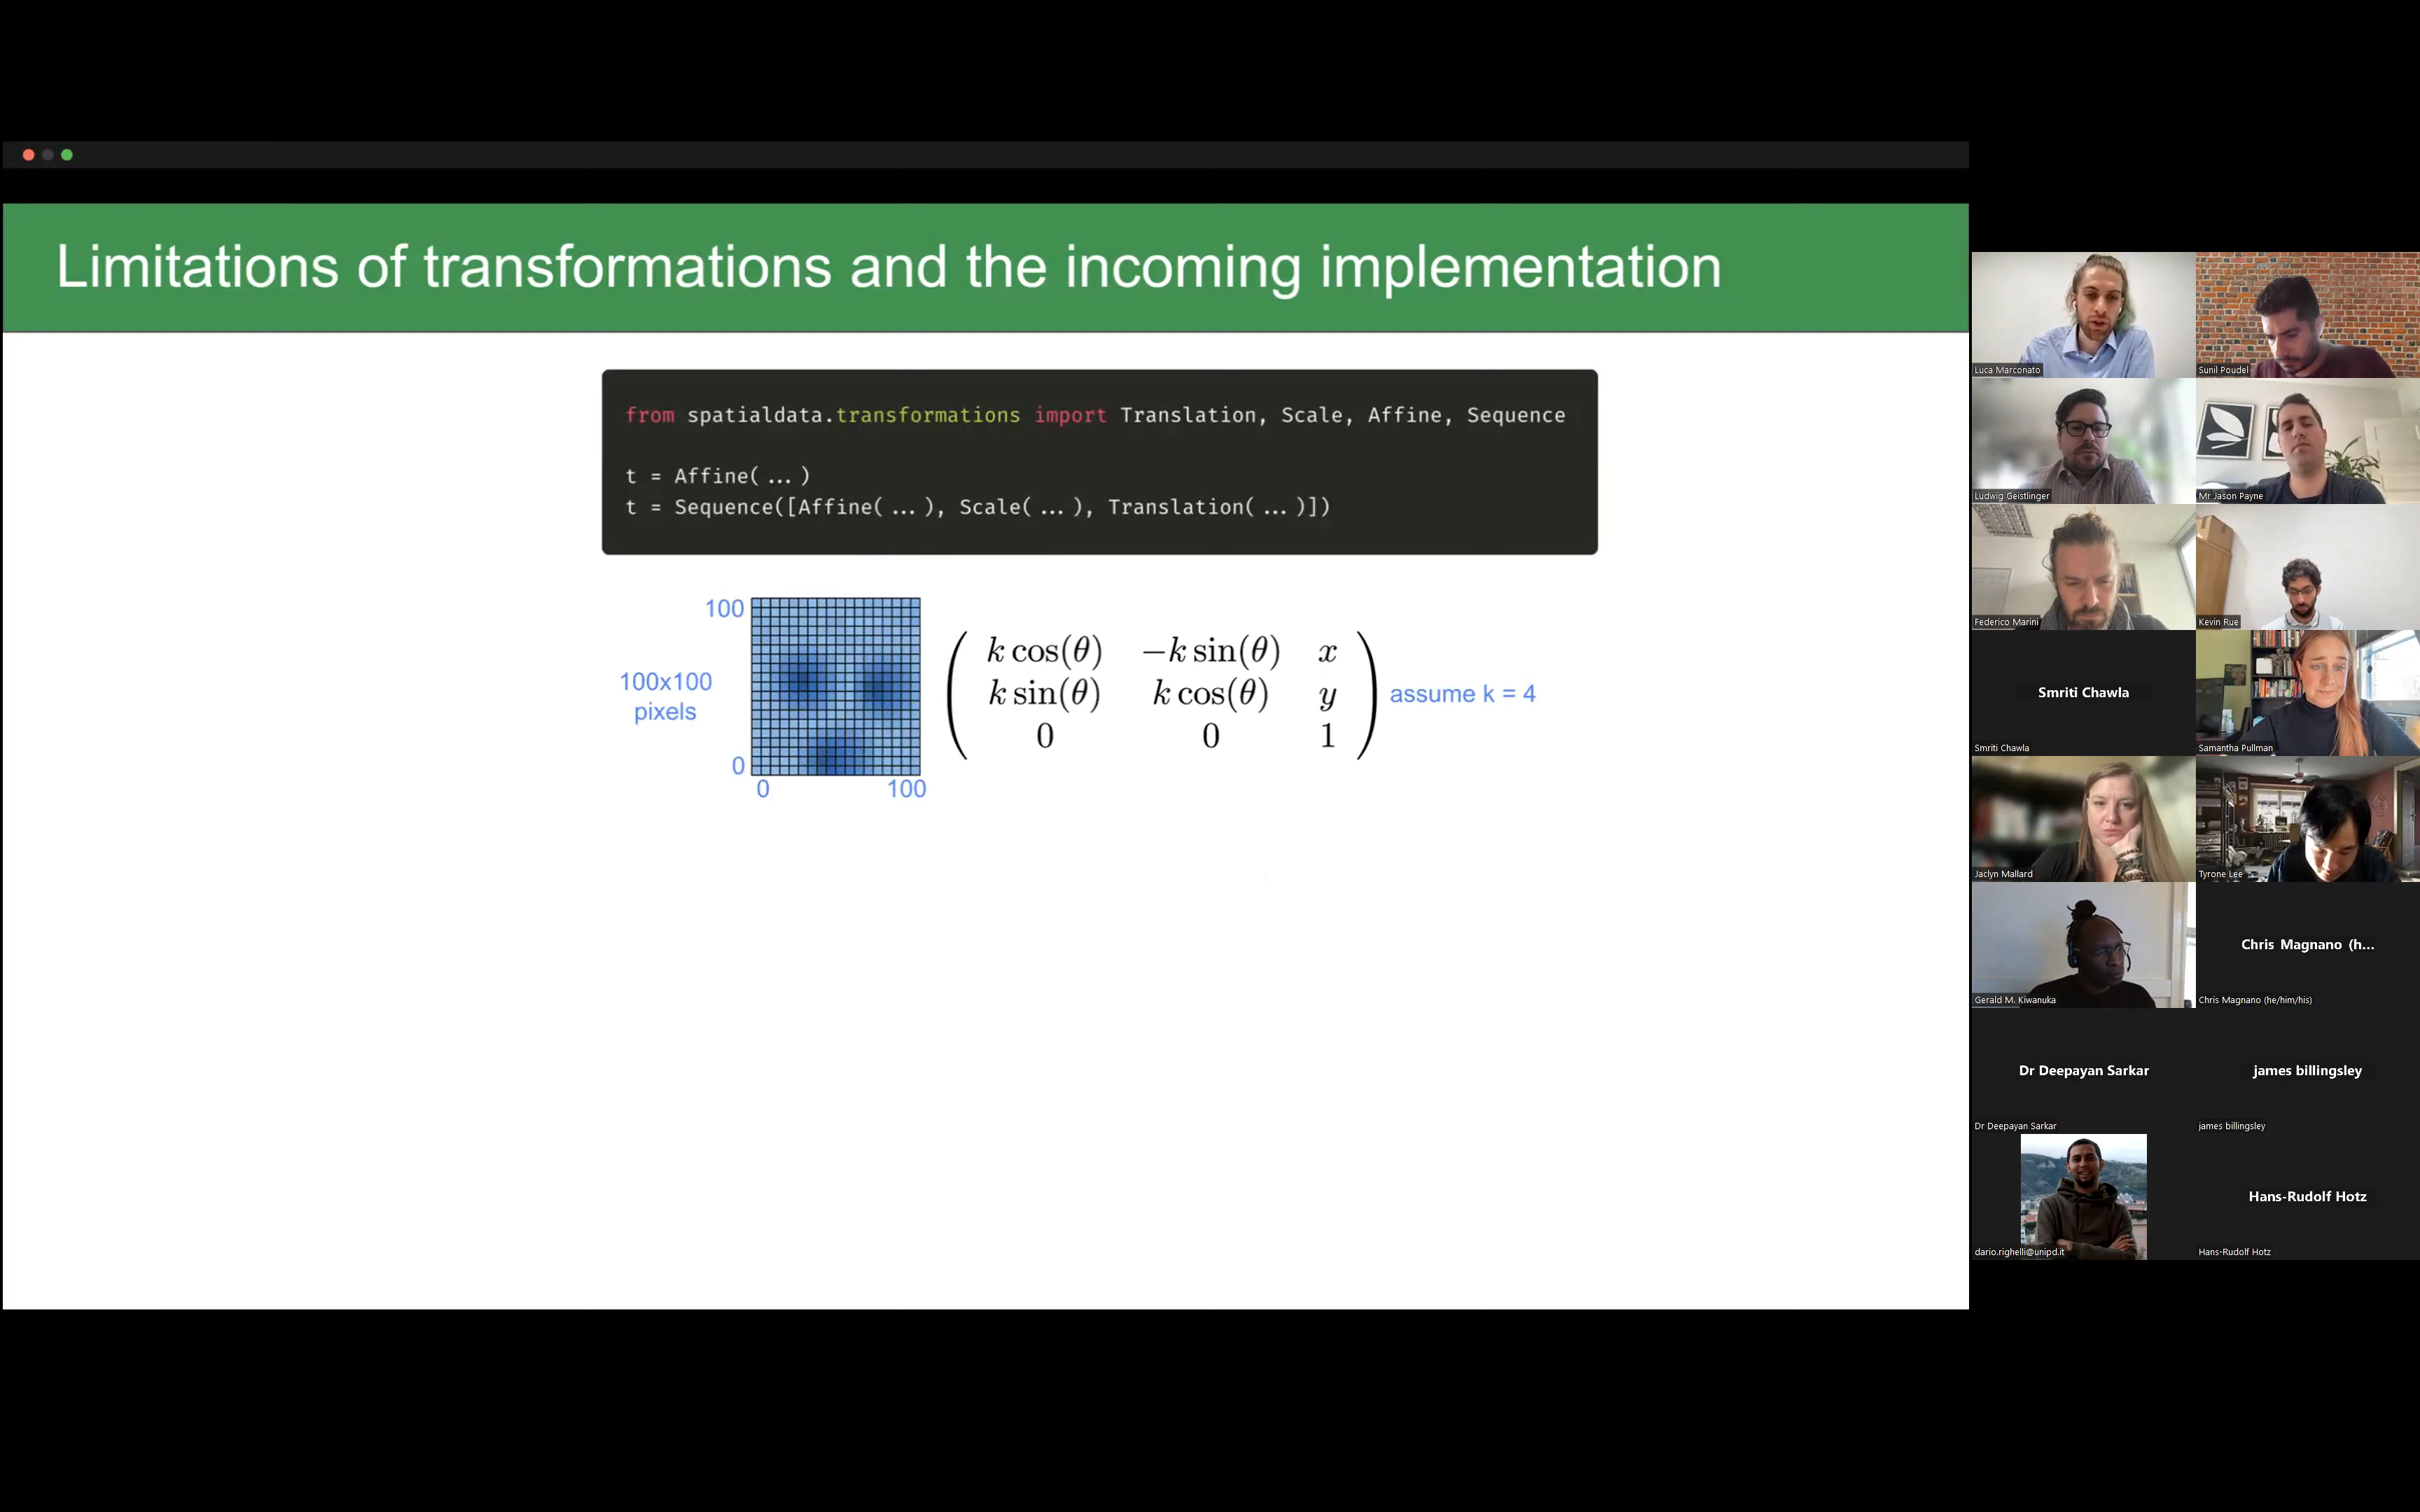 Limitations of transformations and the incoming implementation
from spatialdata.transformations import Translation, Scale, Affine, Sequence
t = Affine( ... )
t = Sequence([Affine( ... ), Scale( ... ), Translation( ... )])
100
100x100
pixels
0
0 100
k cos(θ) −k sin(θ) x
k sin(θ) k cos(θ) y
0 0 1
assume k = 4
Luca Marconato
Sunil Poudel
Ludwig Geistlinger
Mr Jason Payne
Federico Marini
Kevin Rue
Smriti Chawla
Smriti Chawla
Samantha Pullman
Jaclyn Mallard
Tyrone Lee
Gerald M. Kiwanuka
Chris Magnano (h...
Chris Magnano (he/him/his)
Dr Deepayan Sarkar
Dr Deepayan Sarkar
james billingsley
james billingsley
dario.righelli@unipd.it
Hans-Rudolf Hotz
Hans-Rudolf Hotz